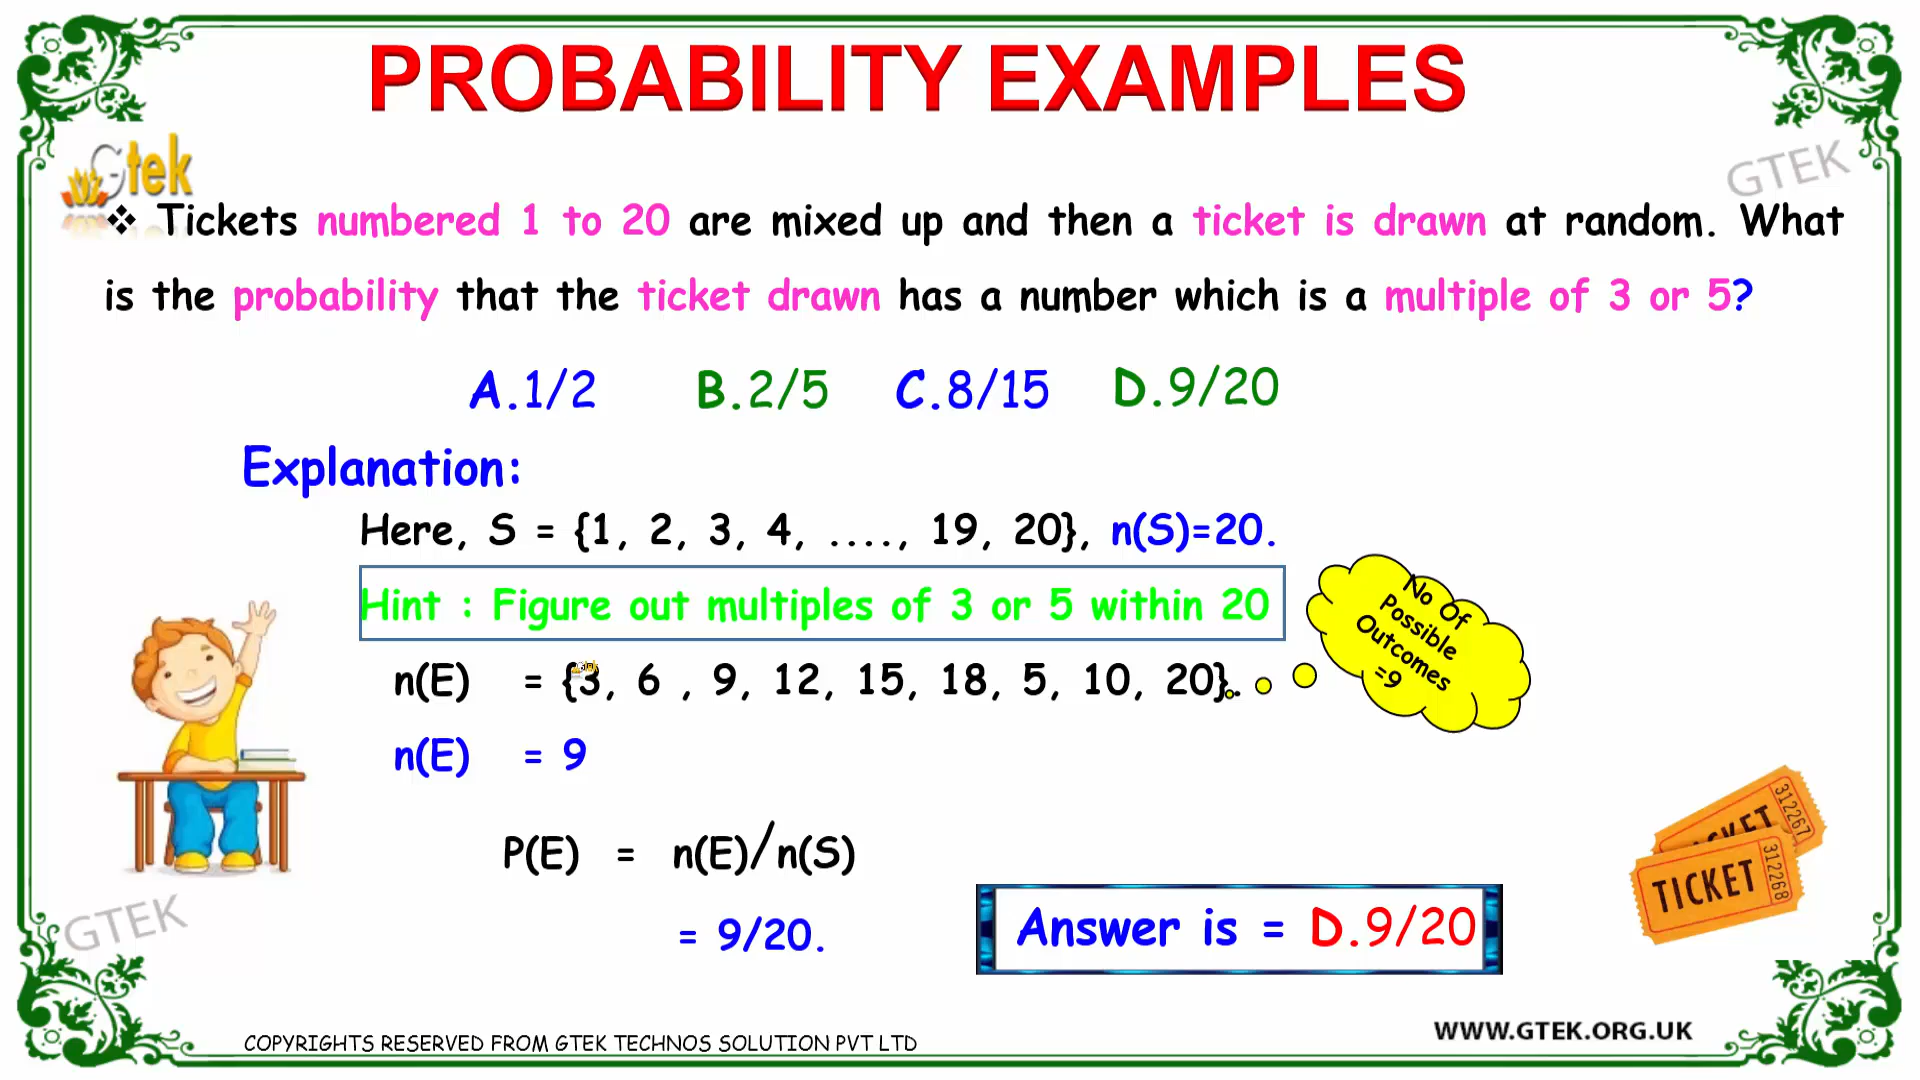 PROBABILITY EXAMPLES
Gtek
GTEK
❖ Tickets numbered 1 to 20 are mixed up and then a ticket is drawn at random. What
is the probability that the ticket drawn has a number which is a multiple of 3 or 5?
A.1/2 B.2/5 C.8/15 D.9/20
Explanation:
Here, S = {1, 2, 3, 4, ...., 19, 20}, n(S)=20.
Hint : Figure out multiples of 3 or 5 within 20
No Of
Possible
Outcomes
=9
n(E) = {3, 6 , 9, 12, 15, 18, 5, 10, 20}.
n(E) = 9
P(E) = n(E)/n(S)
= 9/20.
Answer is = D.9/20
312267
TICKET
312268
GTEK
COPYRIGHTS RESERVED FROM GTEK TECHNOS SOLUTION PVT LTD
WWW.GTEK.ORG.UK